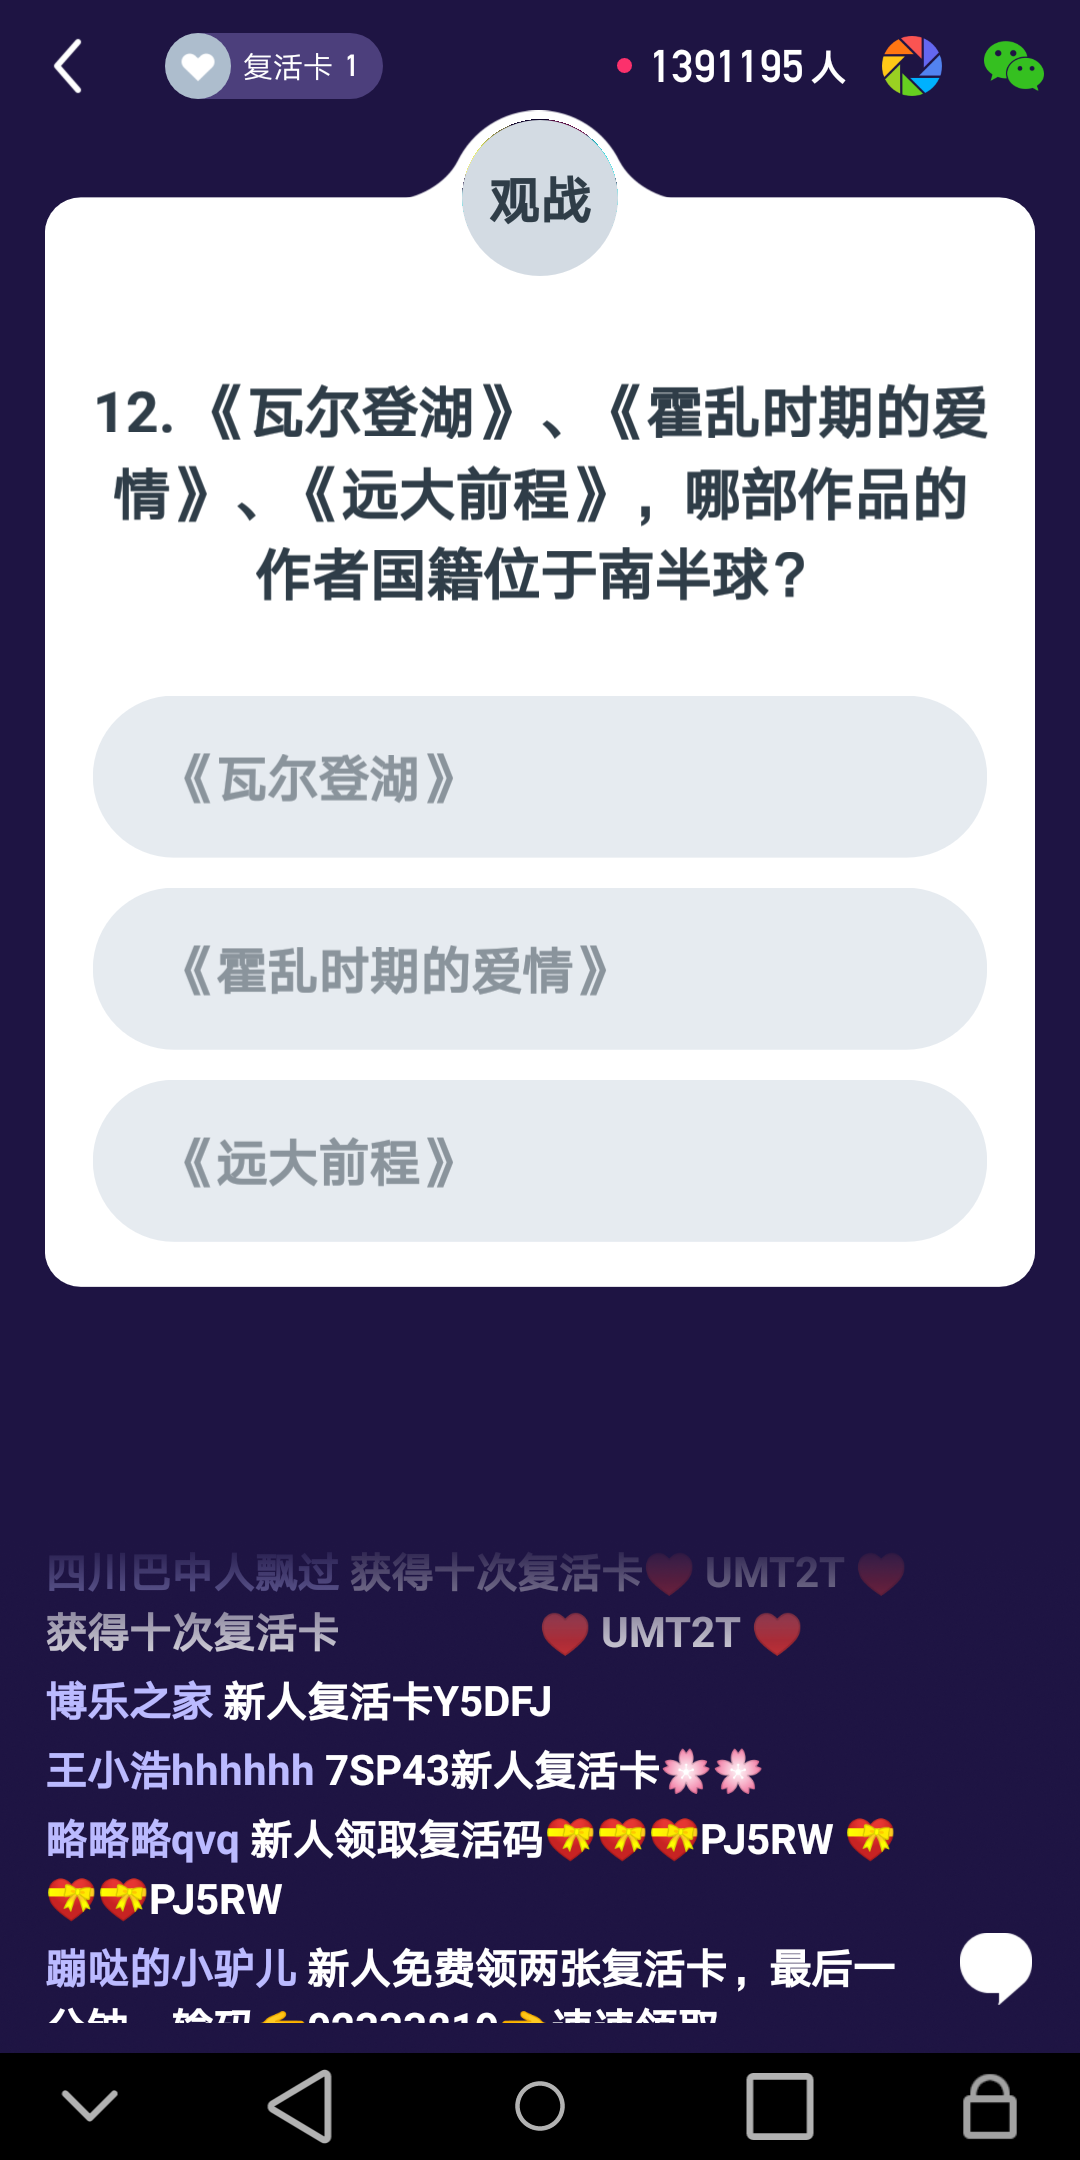 复活卡 1
1391195人
观战
12.《瓦尔登湖》、《霍乱时期的爱
情》、《远大前程》，哪部作品的
作者国籍位于南半球？
《瓦尔登湖》
《霍乱时期的爱情》
《远大前程》
四川巴中人飘过 获得十次复活卡❤️ UMT2T ❤️
获得十次复活卡 ❤️ UMT2T ❤️
博乐之家 新人复活卡Y5DFJ
王小浩hhhhhh 7SP43新人复活卡🌸🌸
略略略qvq 新人领取复活码💝💝💝PJ5RW 💝
💝💝PJ5RW
蹦哒的小驴儿 新人免费领两张复活卡，最后一